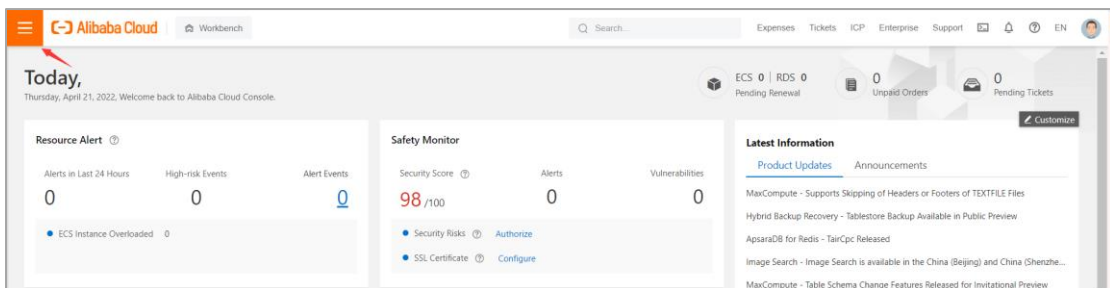 Alibaba Cloud Workbench Search... Expenses Tickets ICP Enterprise Support EN
Today,
Thursday, April 21, 2022, Welcome back to Alibaba Cloud Console.
ECS 0 | RDS 0
Pending Renewal
0
Unpaid Orders
0
Pending Tickets
Customize
Resource Alert
Alerts in Last 24 Hours High-risk Events Alert Events
0 0 0
ECS Instance Overloaded 0
Safety Monitor
Security Score Alerts Vulnerabilities
98 /100 0 0
Security Risks Authorize
SSL Certificate Configure
Latest Information
Product Updates Announcements
MaxCompute - Supports Skipping of Headers or Footers of TEXTFILE Files
Hybrid Backup Recovery - Tablestore Backup Available in Public Preview
ApsaraDB for Redis - TairCpc Released
Image Search - Image Search is available in the China (Beijing) and China (Shenzhe...
MaxCompute - Table Schema Change Features Released for Invitational Preview